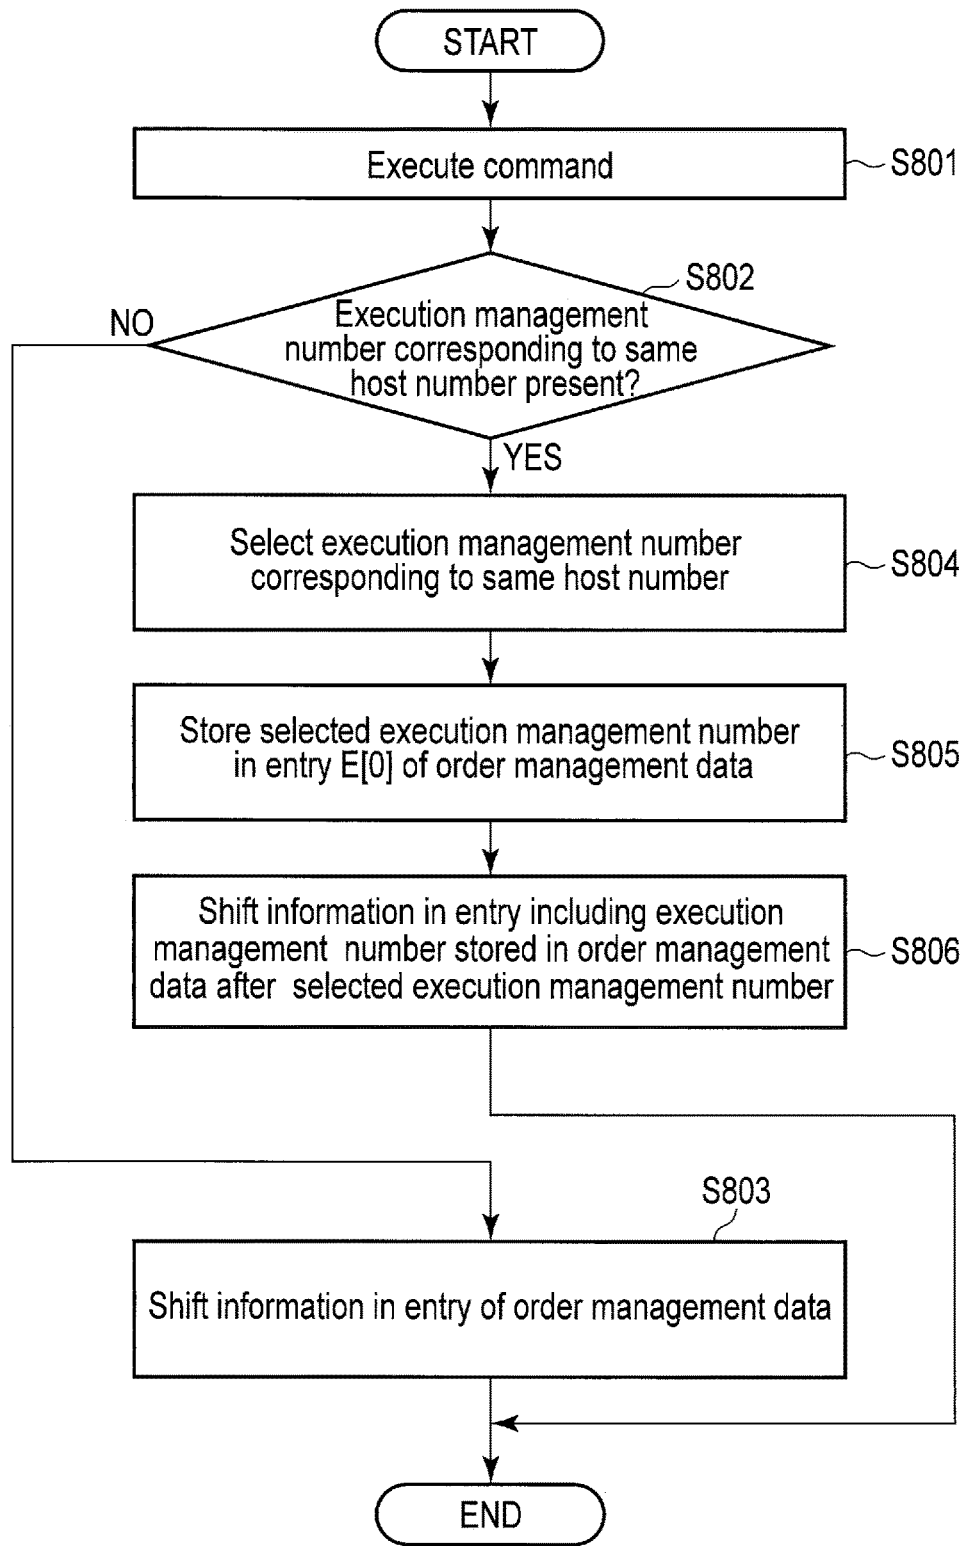 START
Execute command
S801
S802
Execution management
number corresponding to same
host number present?
NO
YES
Select execution management number
corresponding to same host number
S804
Store selected execution management number
in entry E[0] of order management data
S805
Shift information in entry including execution
management number stored in order management
data after selected execution management number
S806
S803
Shift information in entry of order management data
END